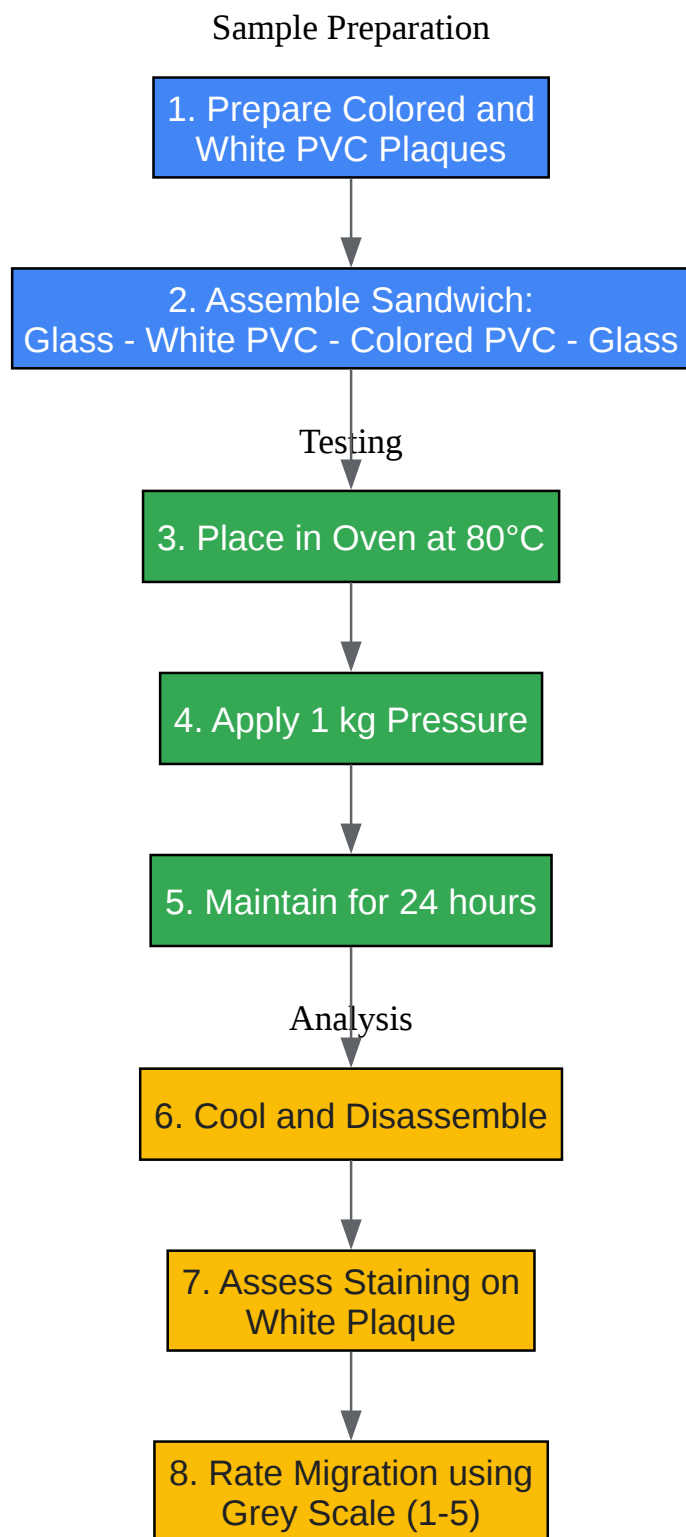 Sample Preparation
1. Prepare Colored and
White PVC Plaques
2. Assemble Sandwich:
Glass - White PVC - Colored PVC - Glass
Testing
3. Place in Oven at 80°C
4. Apply 1 kg Pressure
5. Maintain for 24 hours
Analysis
6. Cool and Disassemble
7. Assess Staining on
White Plaque
8. Rate Migration using
Grey Scale (1-5)